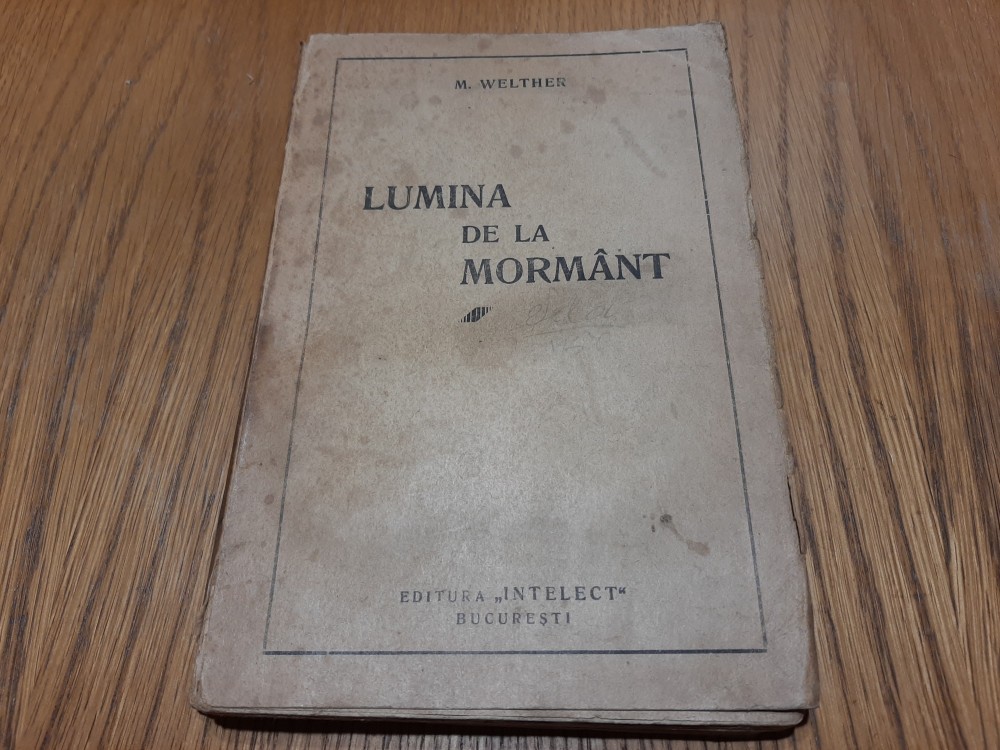 M. WELTHER
LUMINA
DE LA
MORMÂNT
EDITURA „INTELECT“
BUCUREȘTI